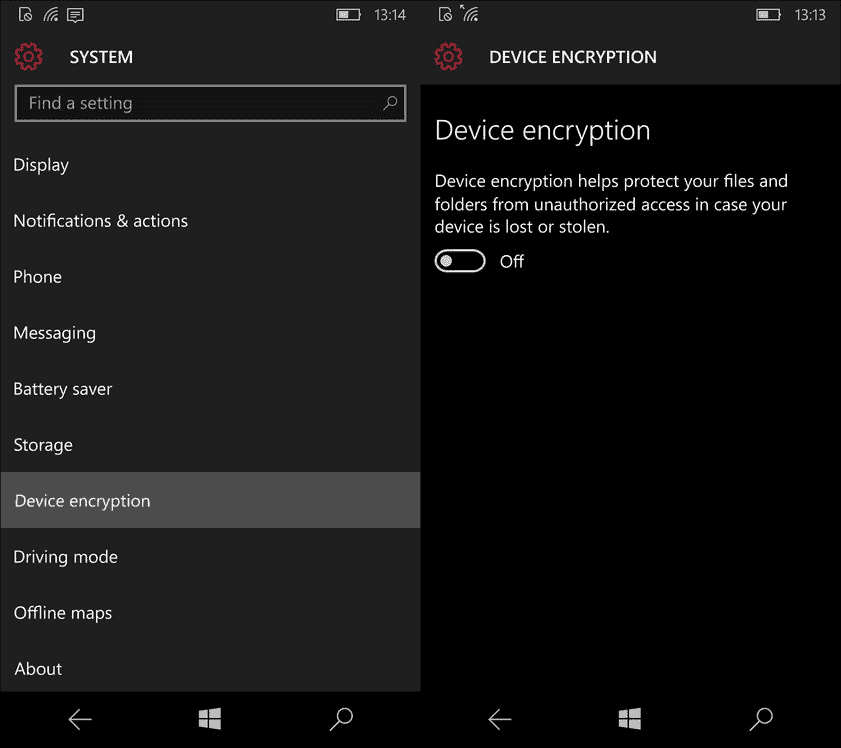 13:14
SYSTEM
Find a setting
Display
Notifications & actions
Phone
Messaging
Battery saver
Storage
Device encryption
Driving mode
Offline maps
About
13:13
DEVICE ENCRYPTION
Device encryption
Device encryption helps protect your files and
folders from unauthorized access in case your
device is lost or stolen.
Off